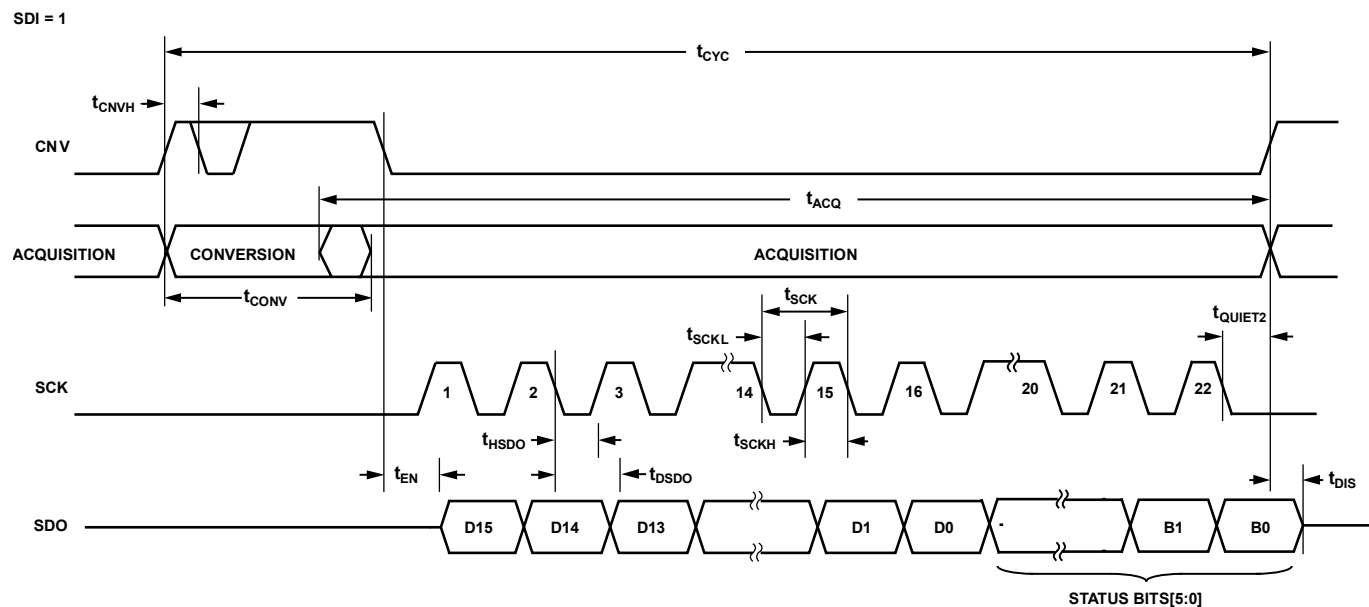 SDI = 1
tCYC
tCNVH
CNV
tACQ
ACQUISITION
CONVERSION
ACQUISITION
tCONV
tSCK
tQUIET2
tSCKL
SCK
1
2
3
14
15
16
20
21
22
tHSDO
tSCKH
tEN
tDSDO
tDIS
SDO
D15
D14
D13
D1
D0
B1
B0
STATUS BITS[5:0]